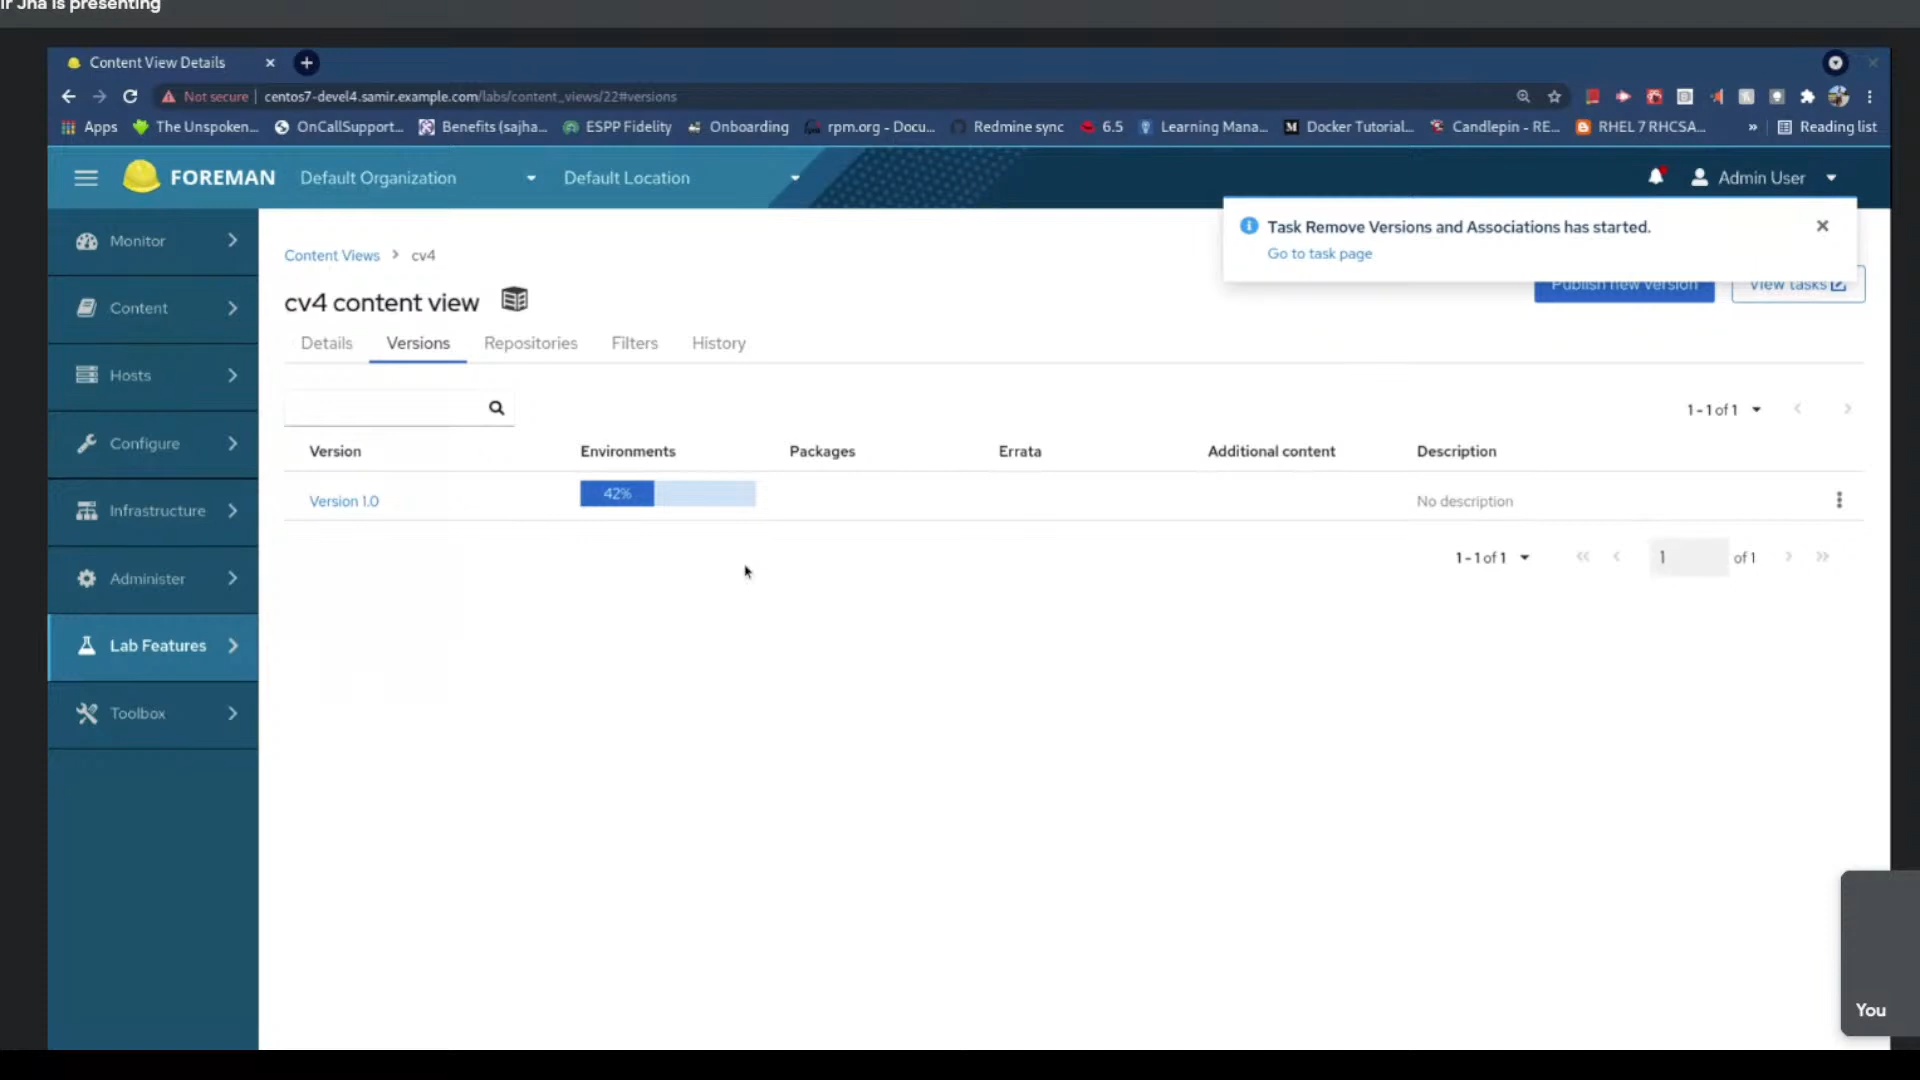 ir Jha is presenting
Content View Details
Not secure | centos7-devel4.samir.example.com/labs/content_views/22#versions
Apps The Unspoken... OnCallSupport... Benefits (sajha... ESPP Fidelity Onboarding rpm.org - Docu... Redmine sync 6.5 Learning Mana... Docker Tutorial... Candlepin - RE... RHEL 7 RHCSA... » Reading list
FOREMAN Default Organization Default Location Admin User
Task Remove Versions and Associations has started.
Go to task page
Monitor
Content
Hosts
Configure
Infrastructure
Administer
Lab Features
Toolbox
Content Views > cv4
cv4 content view
Publish new version View tasks
Details Versions Repositories Filters History
1 - 1 of 1
Version Environments Packages Errata Additional content Description
Version 1.0 42% No description
1 - 1 of 1 1 of 1
You